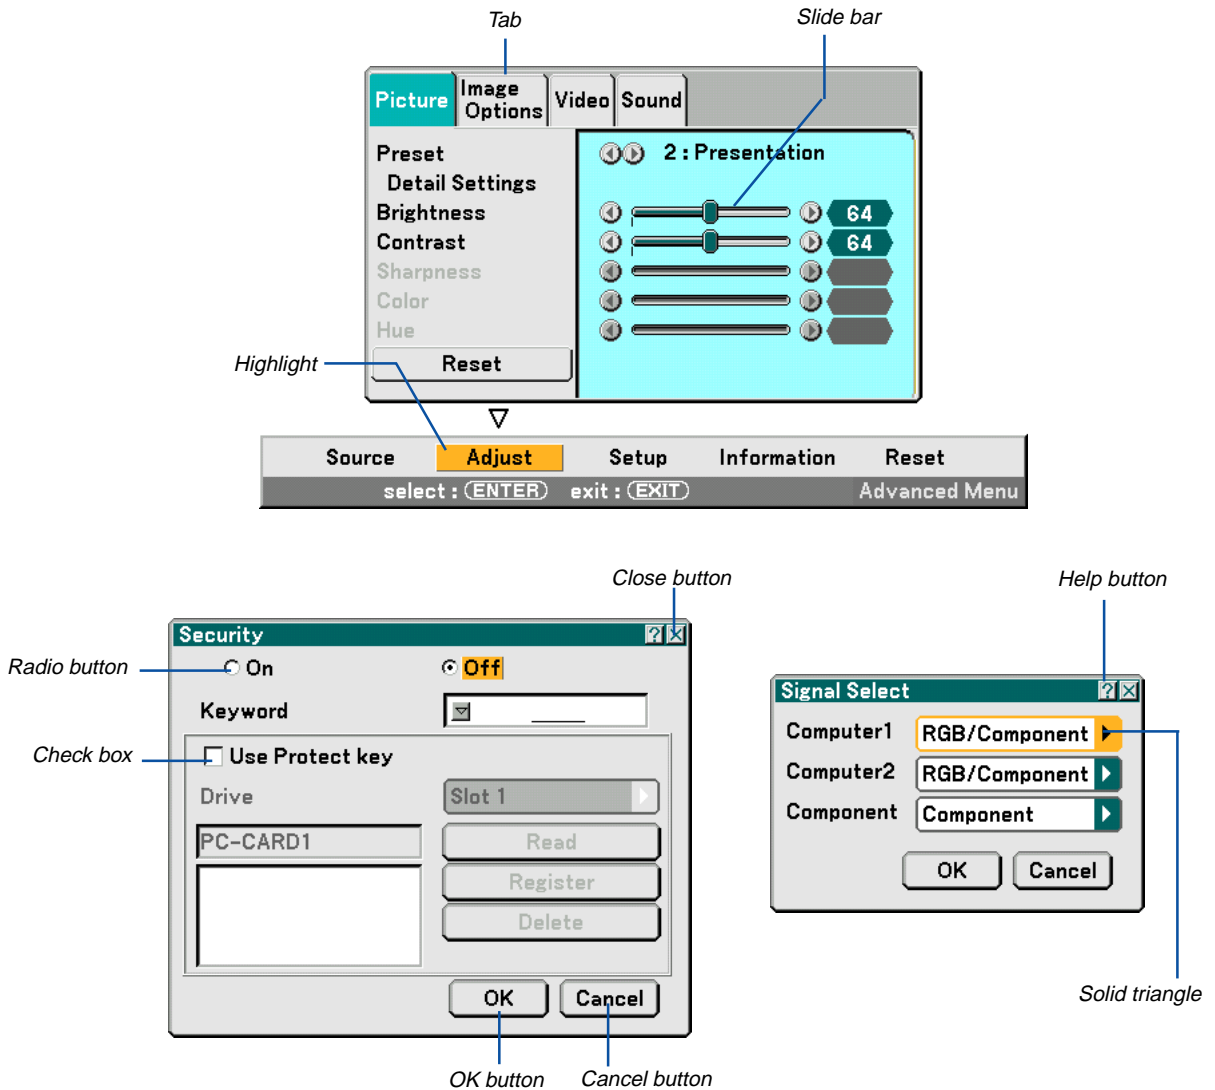 Tab
Slide bar
Picture
Image Options
Video
Sound
Preset
2 : Presentation
Detail Settings
Brightness
64
Contrast
64
Sharpness
Color
Hue
Highlight
Reset
Source Adjust Setup Information Reset
select : ENTER exit : EXIT Advanced Menu
Close button
Help button
Security
? ×
Radio button
On
Off
Keyword
Check box
Use Protect key
Drive
Slot 1
PC-CARD1
Read
Register
Delete
OK
Cancel
OK button
Cancel button
Signal Select
? ×
Computer1
RGB/Component
Computer2
RGB/Component
Component
Component
OK
Cancel
Solid triangle